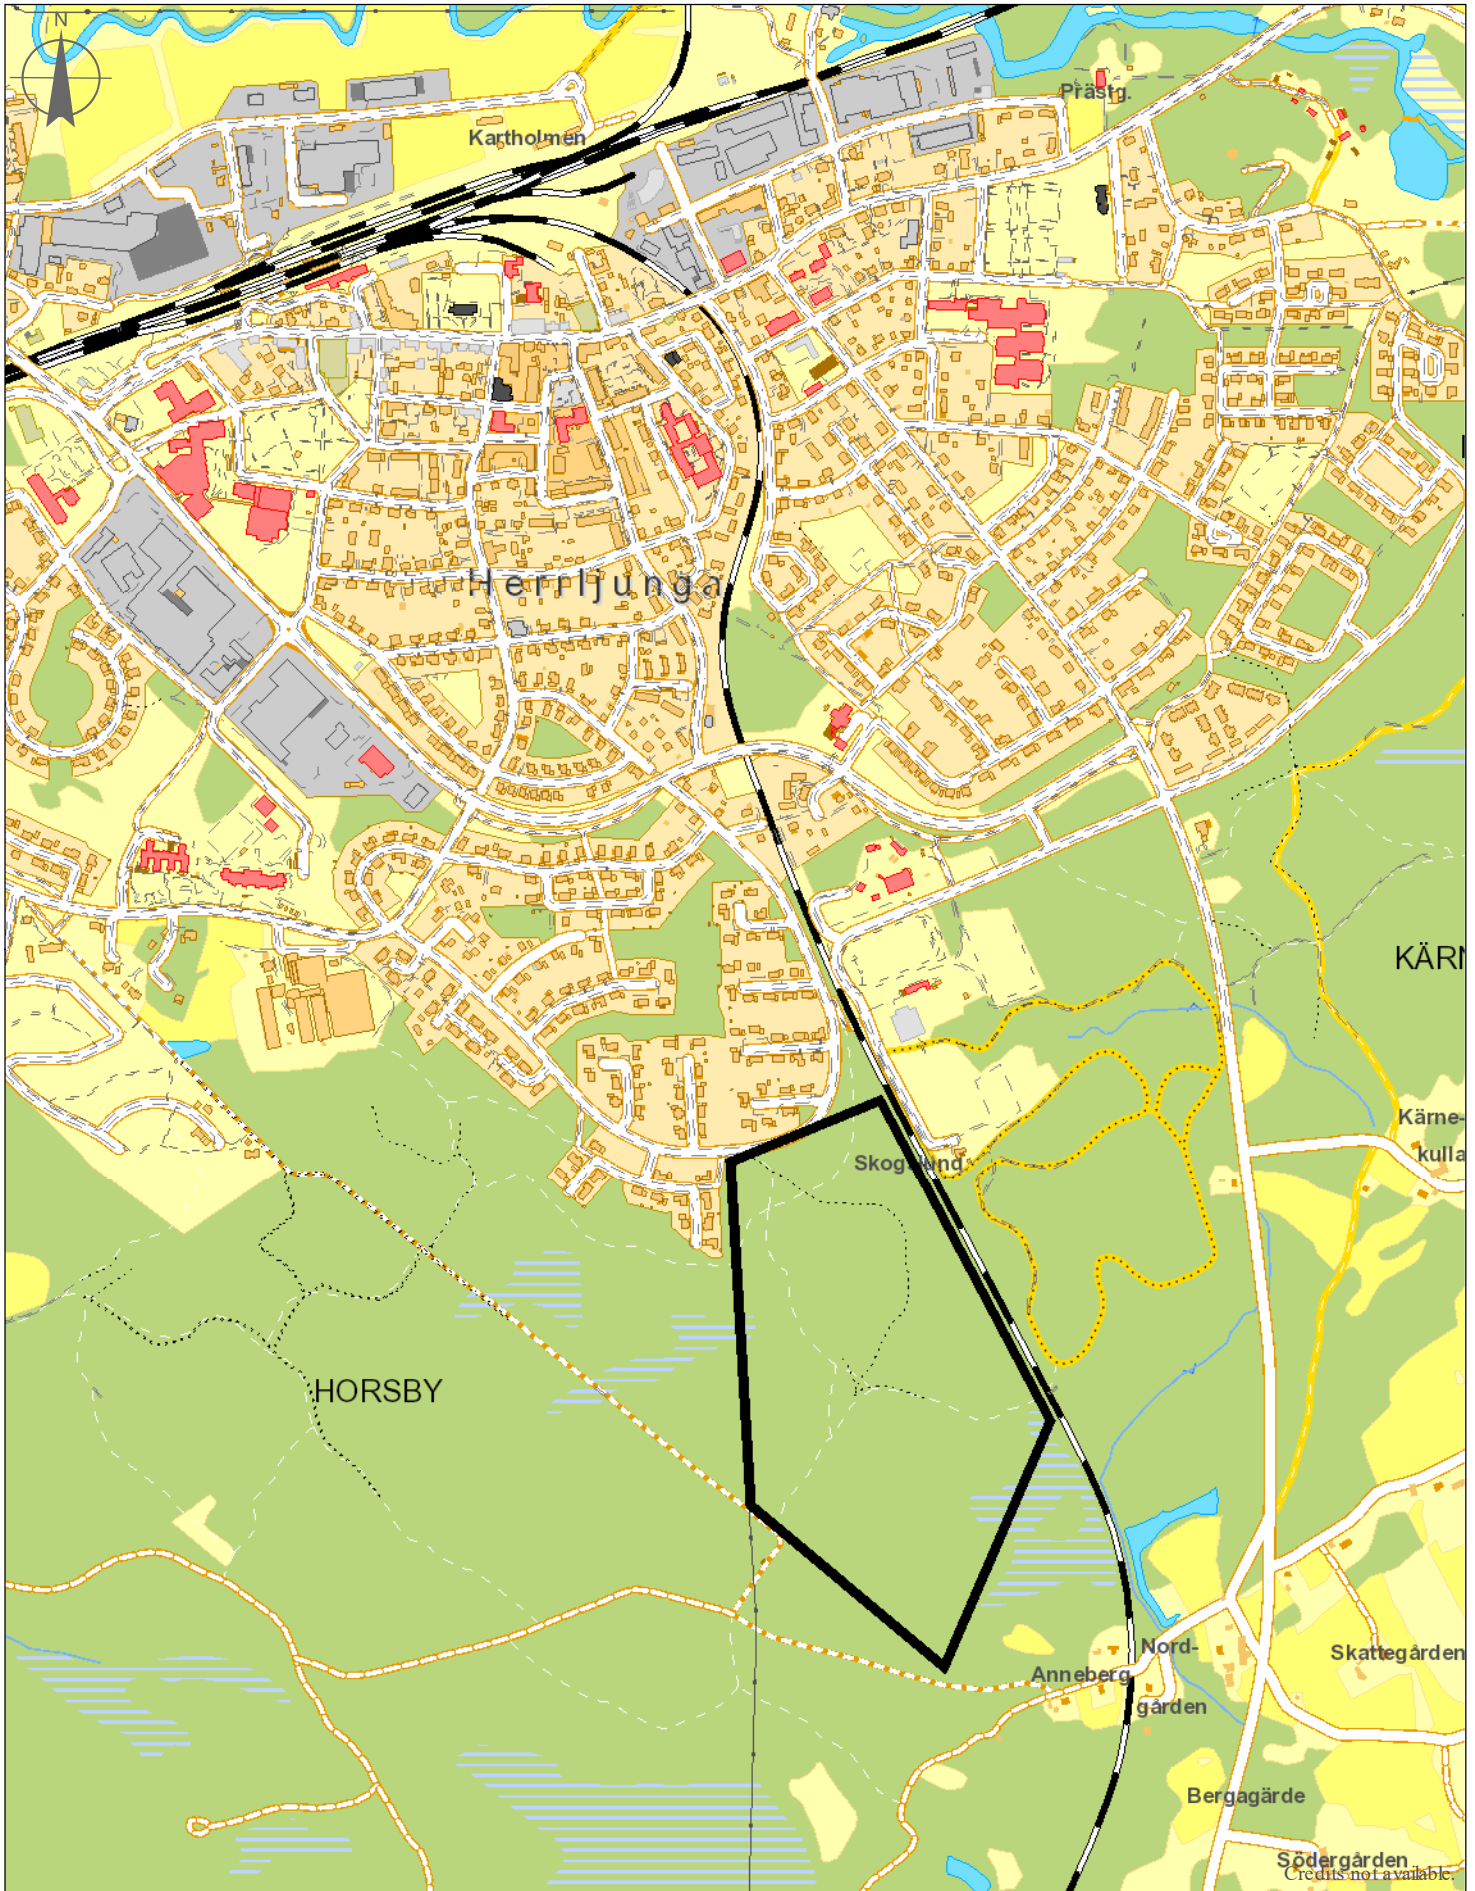 N
Prästg.
Kartholmen
Herrljunga
KÄRN
Kärne-
kulla
Skogslund
HORSBY
Nord-
Skattegården
Anneberg
gården
Bergagärde
Södergården
Credits not available.